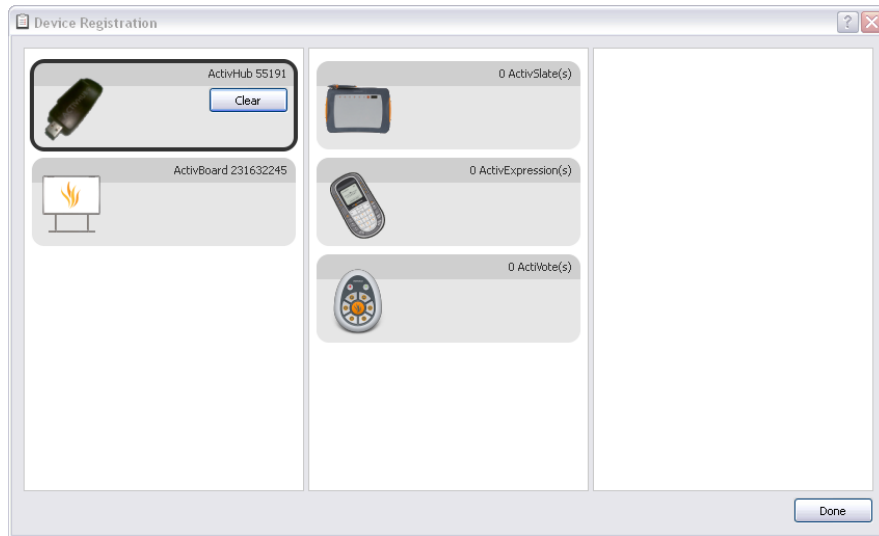 Device Registration
ActivHub 55191
Clear
ActivBoard 231632245
0 ActivSlate(s)
0 ActivExpression(s)
0 ActiVote(s)
Done